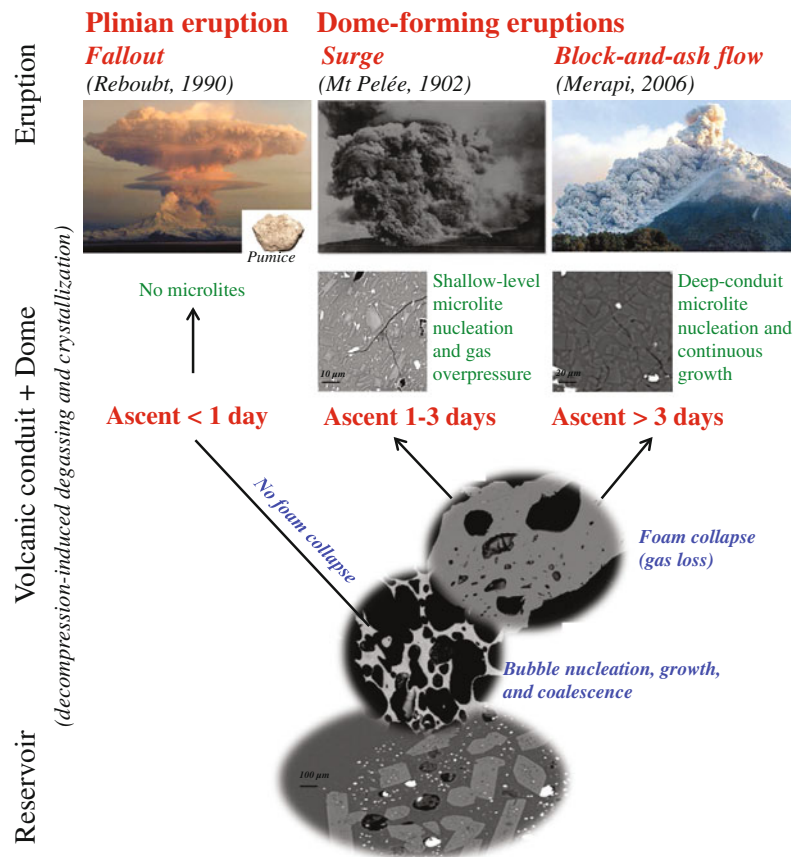 Plinian eruption
Fallout
(Reboubt, 1990)
Dome-forming eruptions
Surge
(Mt Pelée, 1902)
Block-and-ash flow
(Merapi, 2006)
Eruption
Pumice
No microlites
Shallow-level
microlite
nucleation
and gas
overpressure
10 µm
Deep-conduit
microlite
nucleation and
continuous
growth
20 µm
Volcanic conduit + Dome
(decompression-induced degassing and crystallization)
Ascent < 1 day
Ascent 1-3 days
Ascent > 3 days
No foam collapse
Foam collapse
(gas loss)
Bubble nucleation, growth,
and coalescence
Reservoir
100 µm